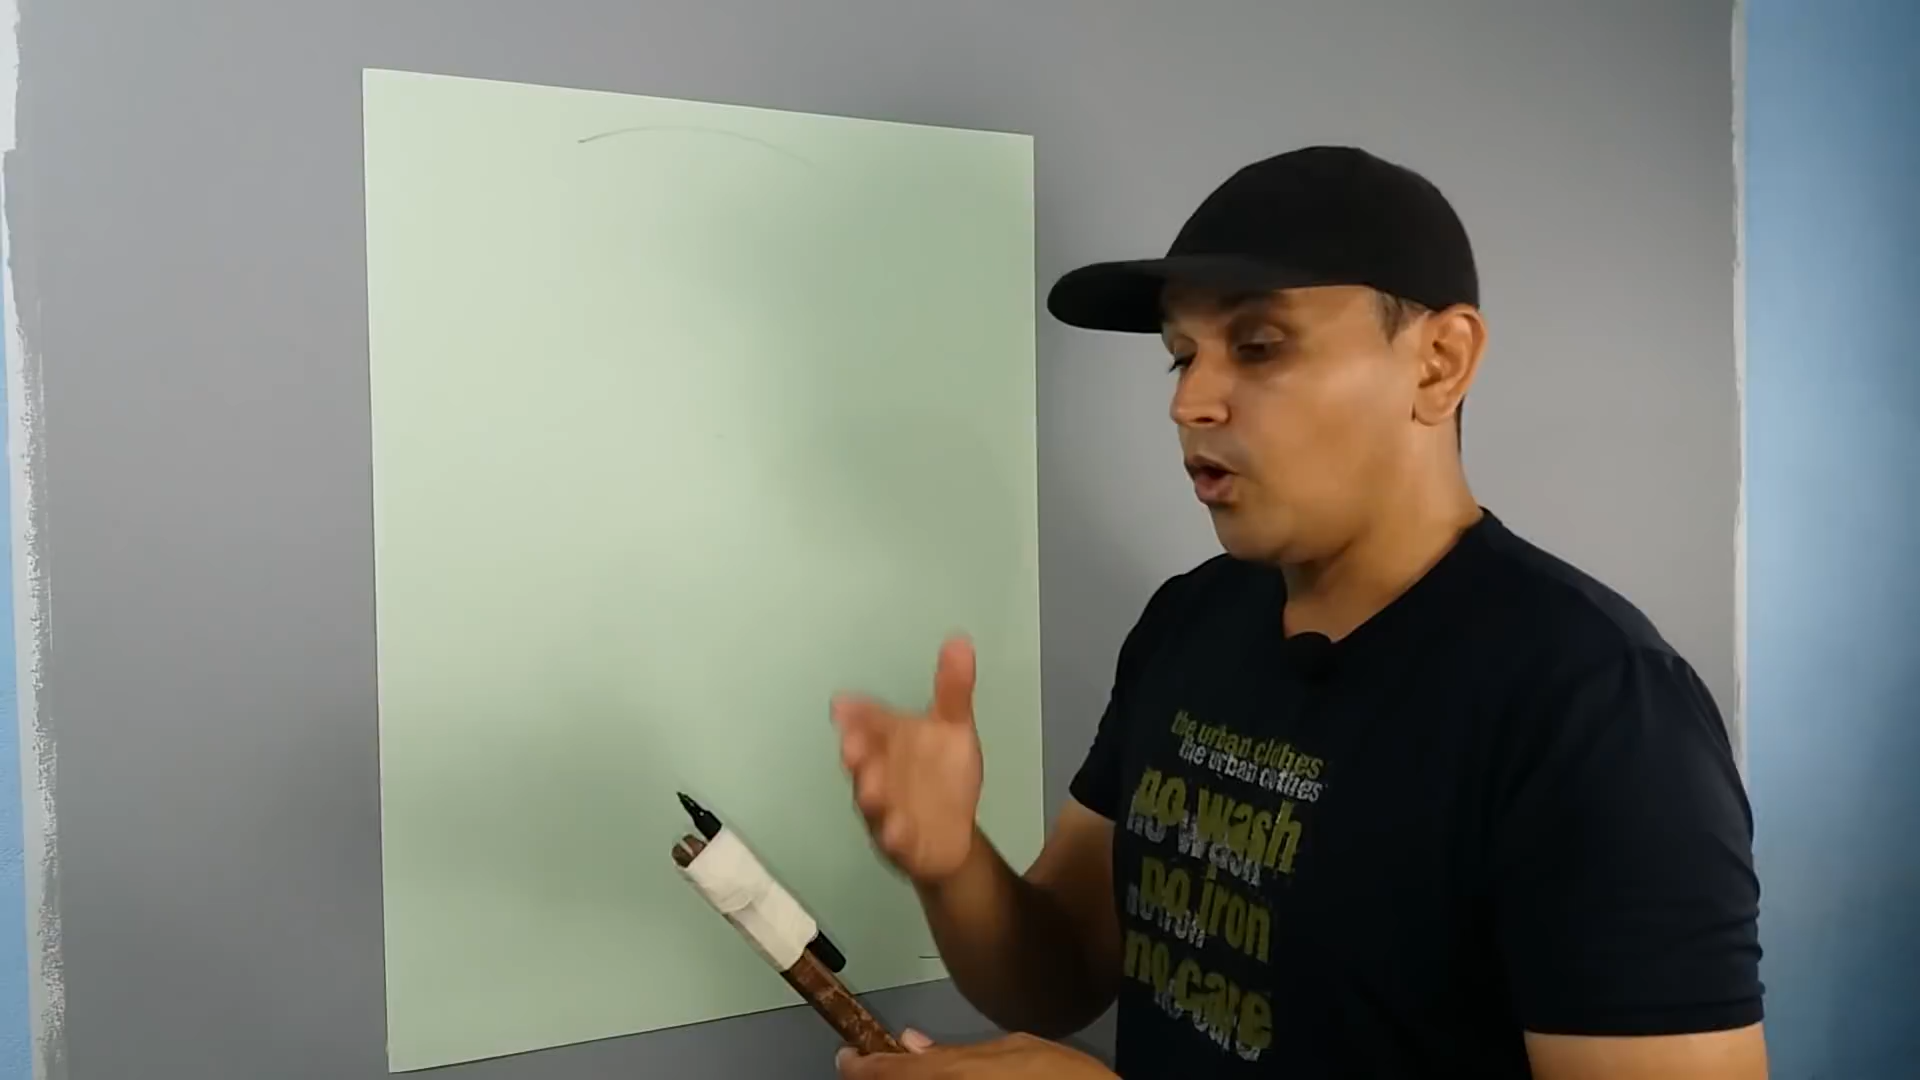 the urban clothes
the urban clothes
no wash
no wash
no iron
no iron
no care
no care